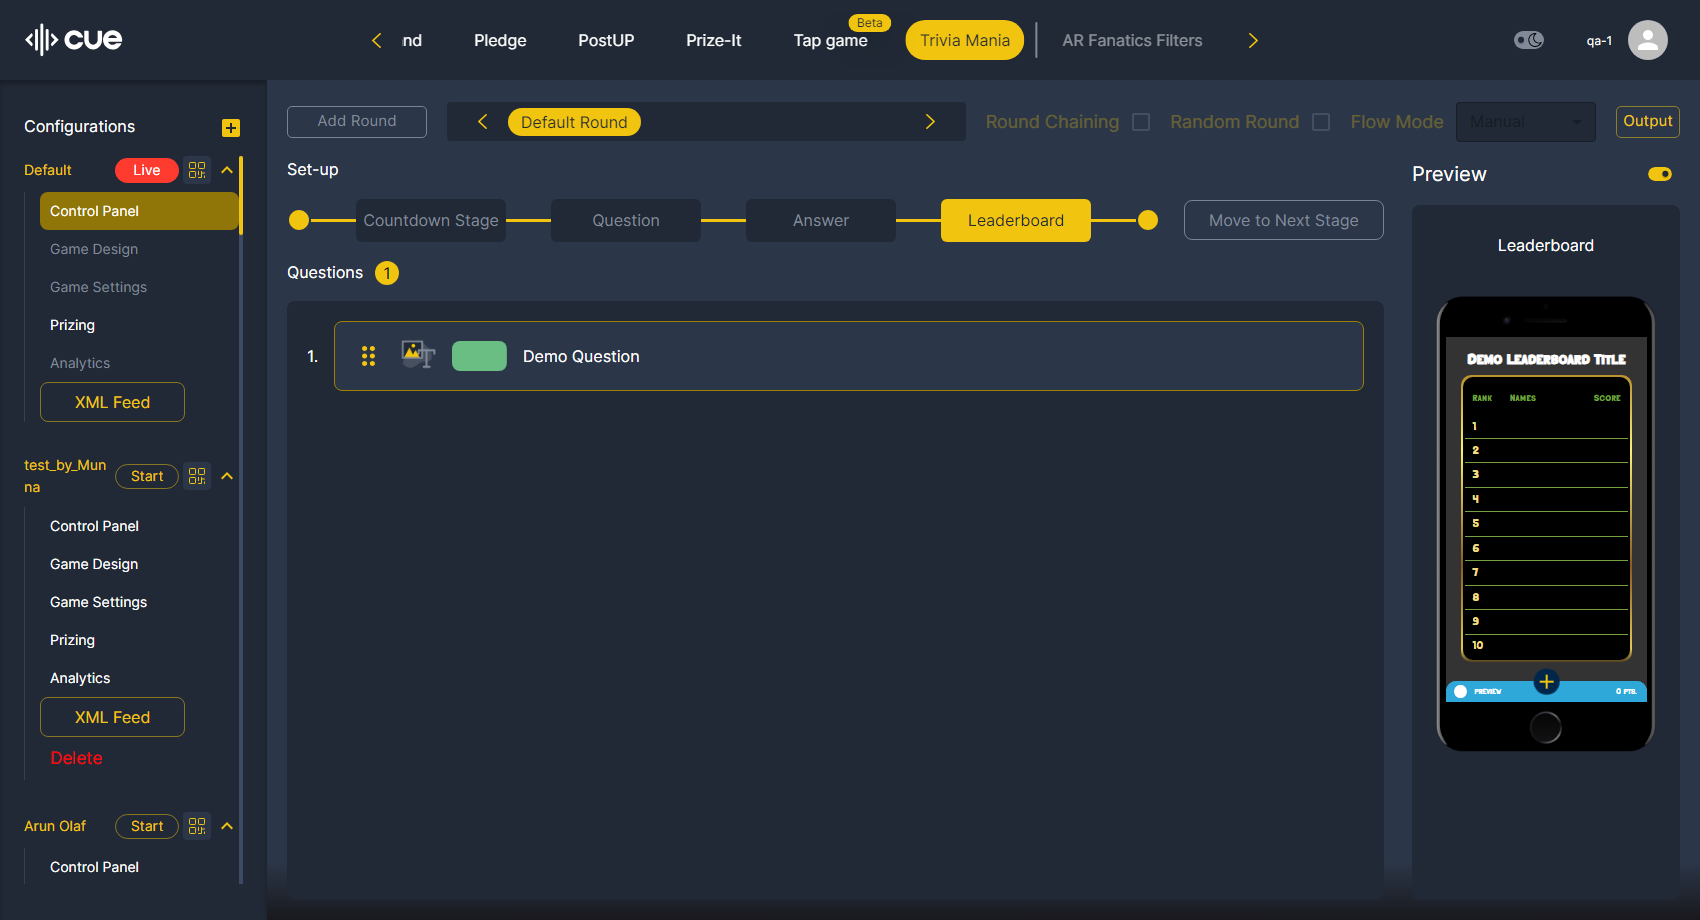 cue
nd
Pledge
PostUP
Prize-It
Tap game
Beta
Trivia Mania
AR Fanatics Filters
qa-1
Configurations
Default
Live
Control Panel
Game Design
Game Settings
Prizing
Analytics
XML Feed
test_by_Mun
na
Start
Control Panel
Game Design
Game Settings
Prizing
Analytics
XML Feed
Delete
Arun Olaf
Start
Control Panel
Add Round
Default Round
Round Chaining
Random Round
Flow Mode
Manual
Output
Set-up
Countdown Stage
Question
Answer
Leaderboard
Move to Next Stage
Questions 1
1.
Demo Question
Preview
Leaderboard
Demo Leaderboard Title
Rank Names Score
1
2
3
4
5
6
7
8
9
10
PREVIEW
0 PTS.